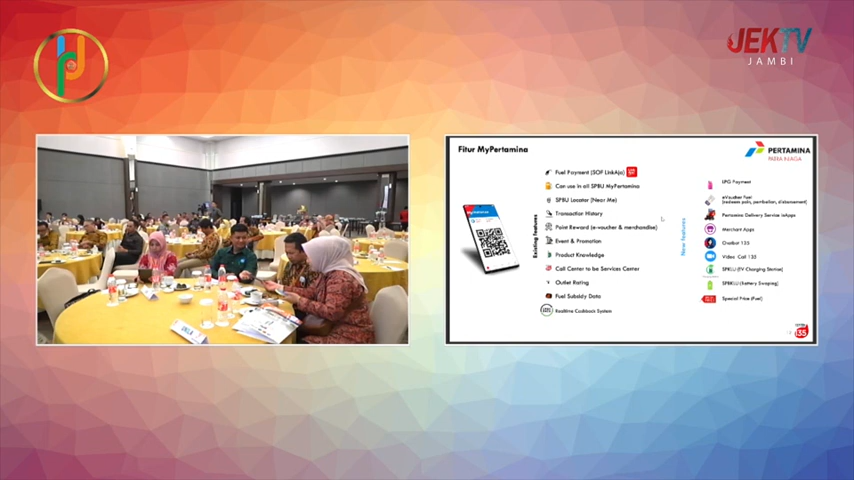 JEKTV
JAMBI
Fitur MyPertamina
PERTAMINA
PATRA NIAGA
Existing Features
Fuel Payment (SOF LinkAja)
Can use in all SPBU MyPertamina
SPBU Locator (Near Me)
Transaction History
Point Reward (e-voucher & merchandise)
Event & Promotion
Product Knowledge
Call Center to be Services Center
Outlet Rating
Fuel Subsidy Data
Realtime Cashback System
New Features
LPG Payment
eVoucher Fuel
Pertamina Delivery Service InApps
Merchant Apps
Chatbot 135
Video Call 135
SPKLU (EV Charging Station)
SPBKLU (Battery Swaping)
Special Price (Fuel)
135